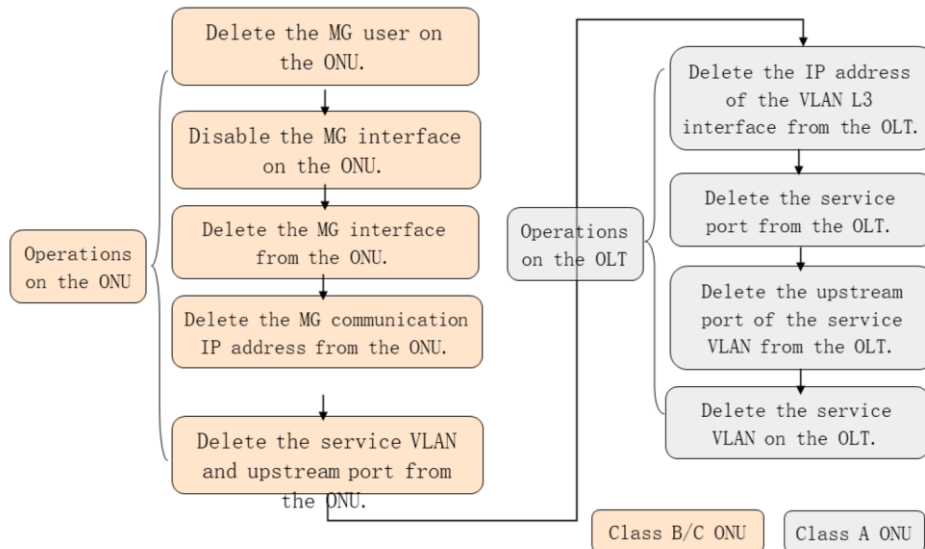 Delete the MG user on
the ONU.
Disable the MG interface
on the ONU.
Delete the MG interface
from the ONU.
Operations
on the ONU
Delete the MG communication
IP address from the ONU.
Delete the service VLAN
and upstream port from
the ONU.
Delete the IP address
of the VLAN L3
interface from the OLT.
Delete the service
port from the OLT.
Operations
on the OLT
Delete the upstream
port of the service
VLAN from the OLT.
Delete the service
VLAN on the OLT.
Class B/C ONU
Class A ONU